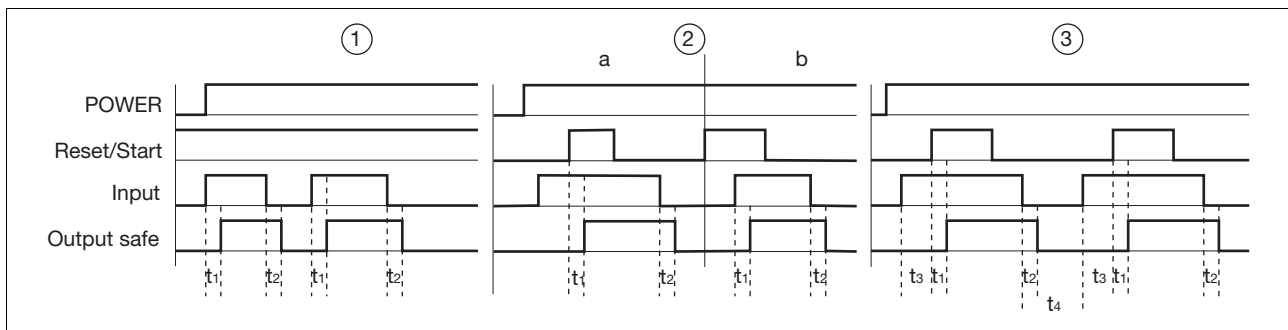 ① ② ③
a b
POWER
Reset/Start
Input
Output safe
t1 t2 t1 t2 t1 t2 t1 t2 t3 t1 t2 t3 t1 t2
t4